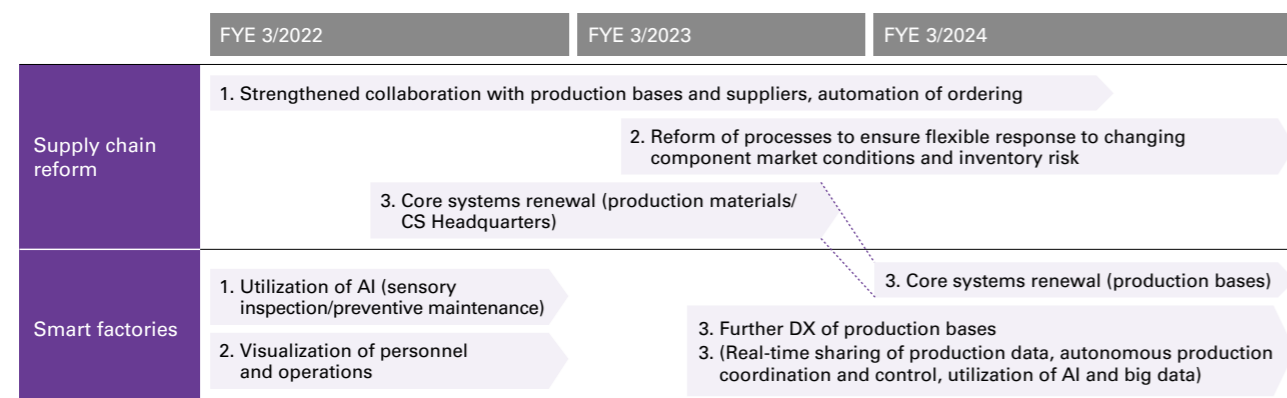 FYE 3/2022
FYE 3/2023
FYE 3/2024
Supply chain
reform
1. Strengthened collaboration with production bases and suppliers, automation of ordering
2. Reform of processes to ensure flexible response to changing
component market conditions and inventory risk
3. Core systems renewal (production materials/
CS Headquarters)
Smart factories
1. Utilization of AI (sensory
inspection/preventive maintenance)
2. Visualization of personnel
and operations
3. Core systems renewal (production bases)
3. Further DX of production bases
3. (Real-time sharing of production data, autonomous production
coordination and control, utilization of AI and big data)